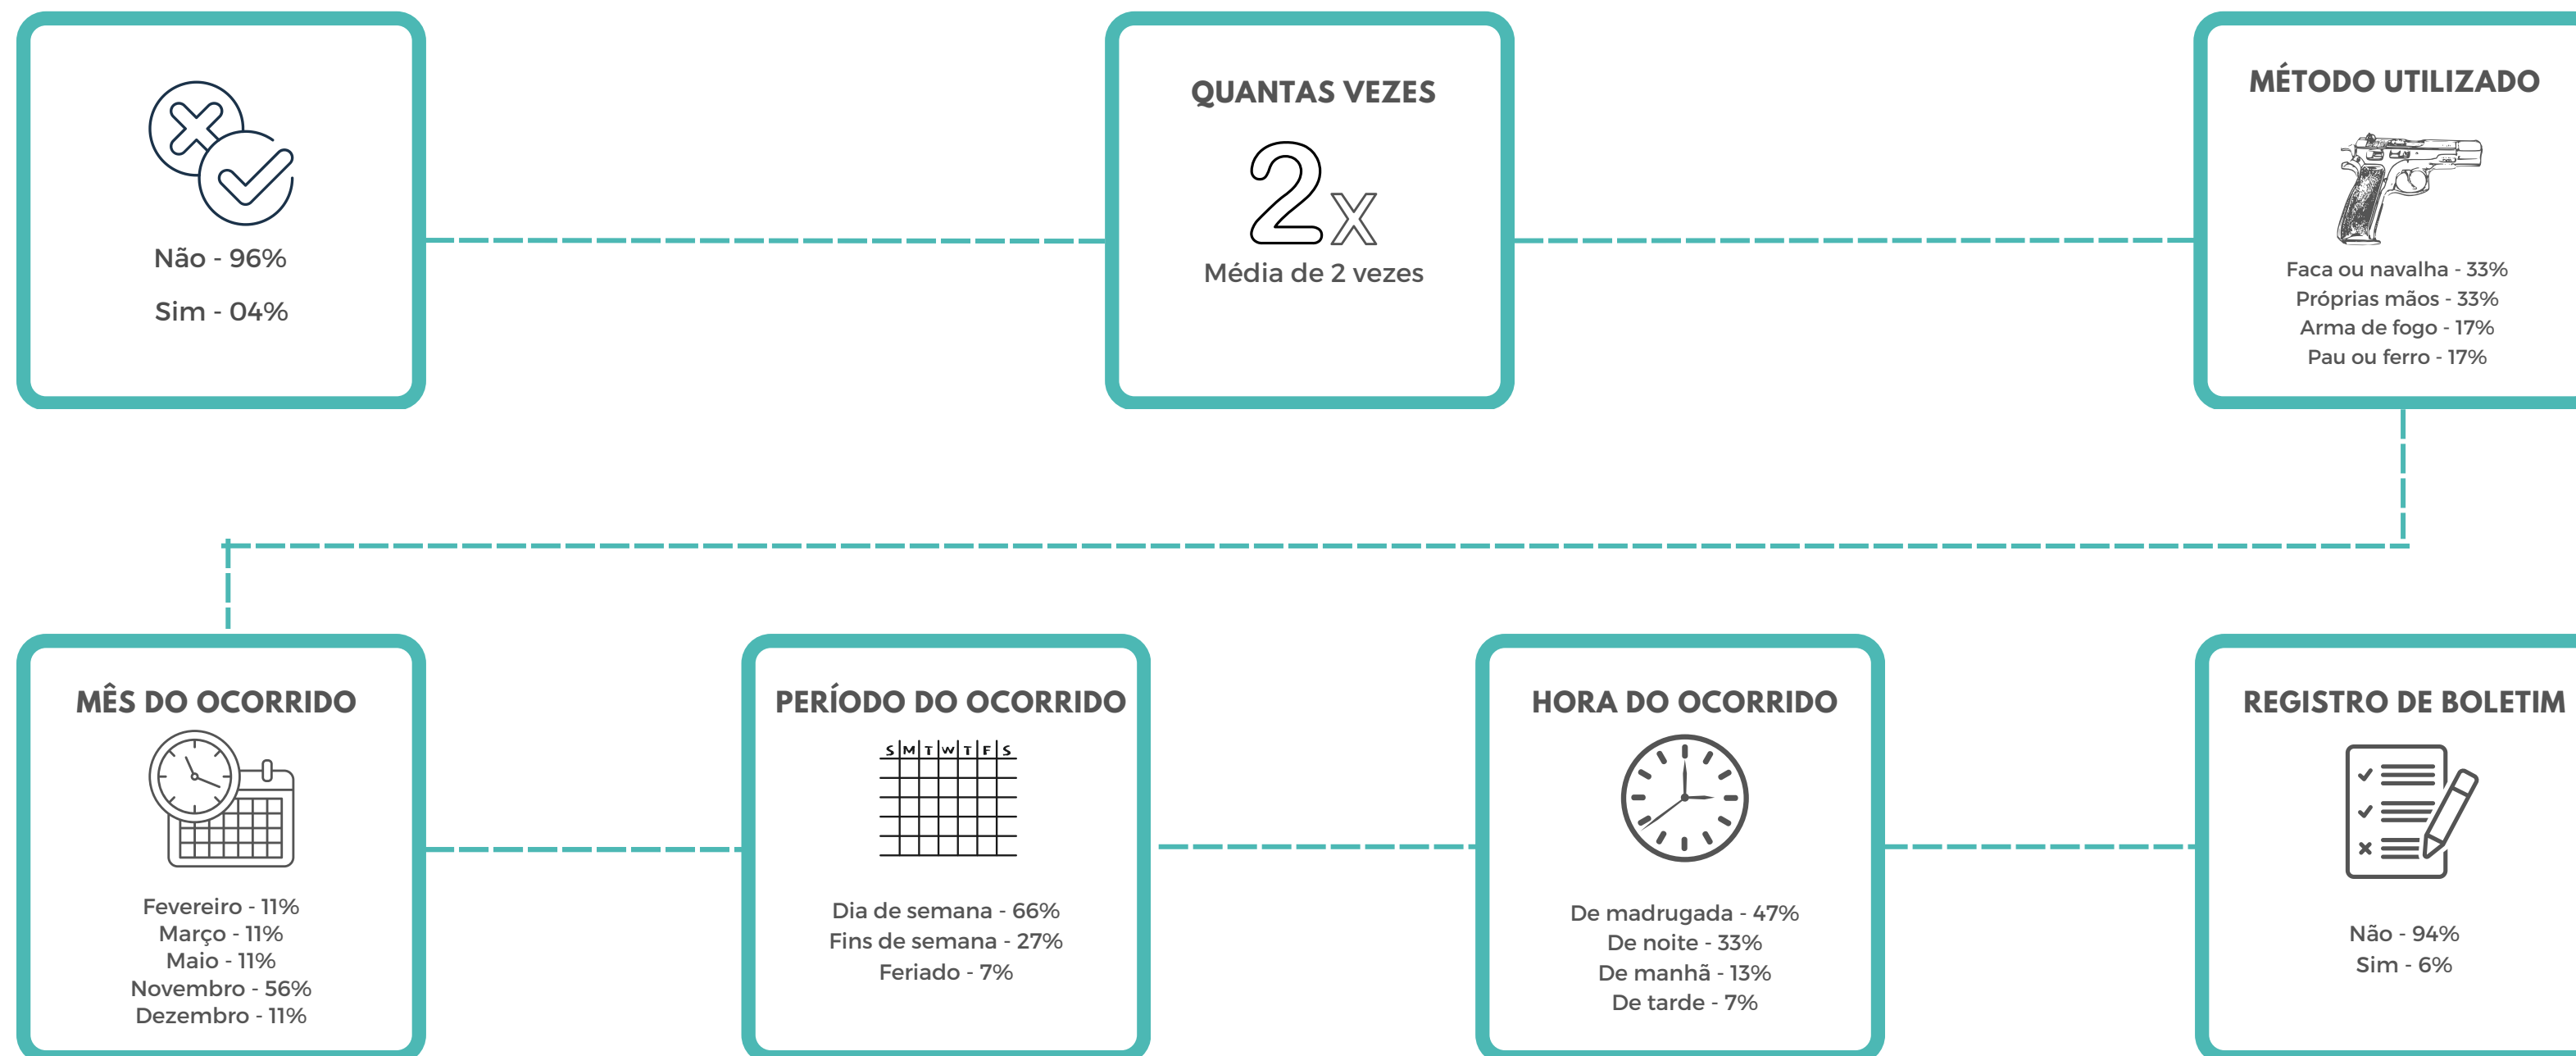 Não - 96%
Sim - 04%
QUANTAS VEZES
2x
Média de 2 vezes
MÉTODO UTILIZADO
Faca ou navalha - 33%
Próprias mãos - 33%
Arma de fogo - 17%
Pau ou ferro - 17%
MÊS DO OCORRIDO
Fevereiro - 11%
Março - 11%
Maio - 11%
Novembro - 56%
Dezembro - 11%
PERÍODO DO OCORRIDO
S M T W T F S
Dia de semana - 66%
Fins de semana - 27%
Feriado - 7%
HORA DO OCORRIDO
De madrugada - 47%
De noite - 33%
De manhã - 13%
De tarde - 7%
REGISTRO DE BOLETIM
Não - 94%
Sim - 6%